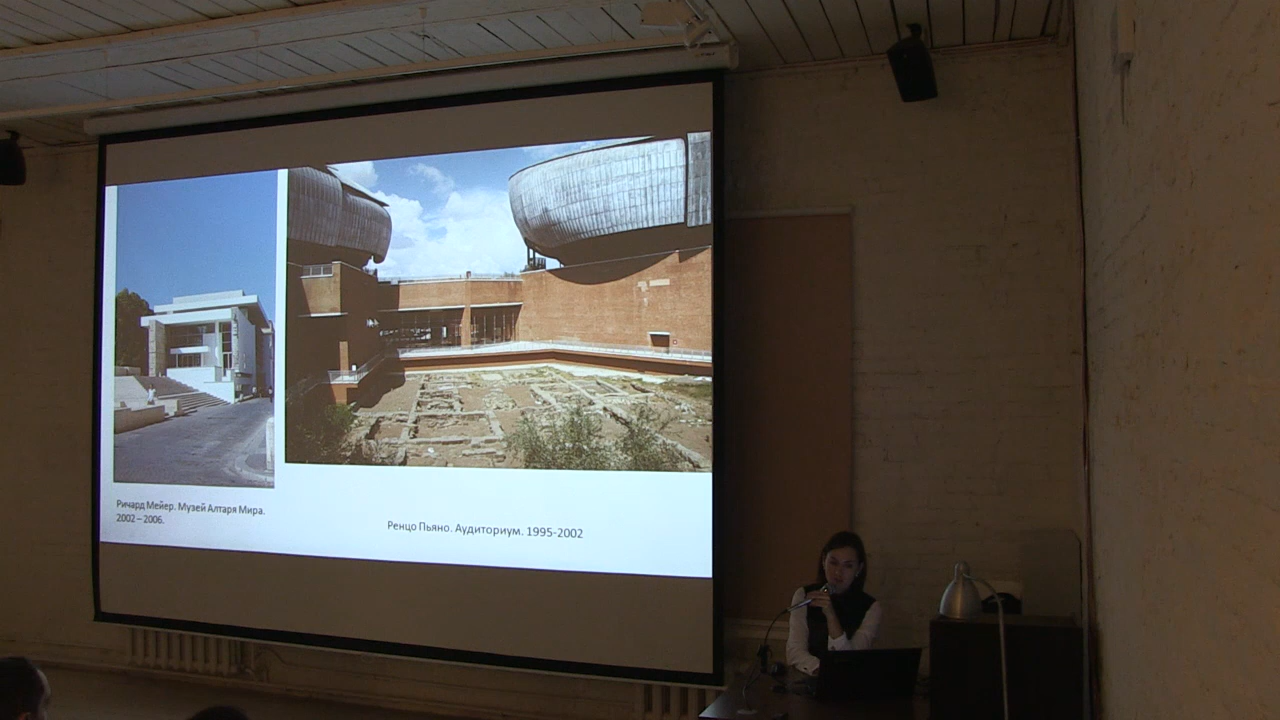 Ричард Мейер. Музей Алтаря Мира.
2002 – 2006.
Ренцо Пьяно. Аудиториум. 1995-2002